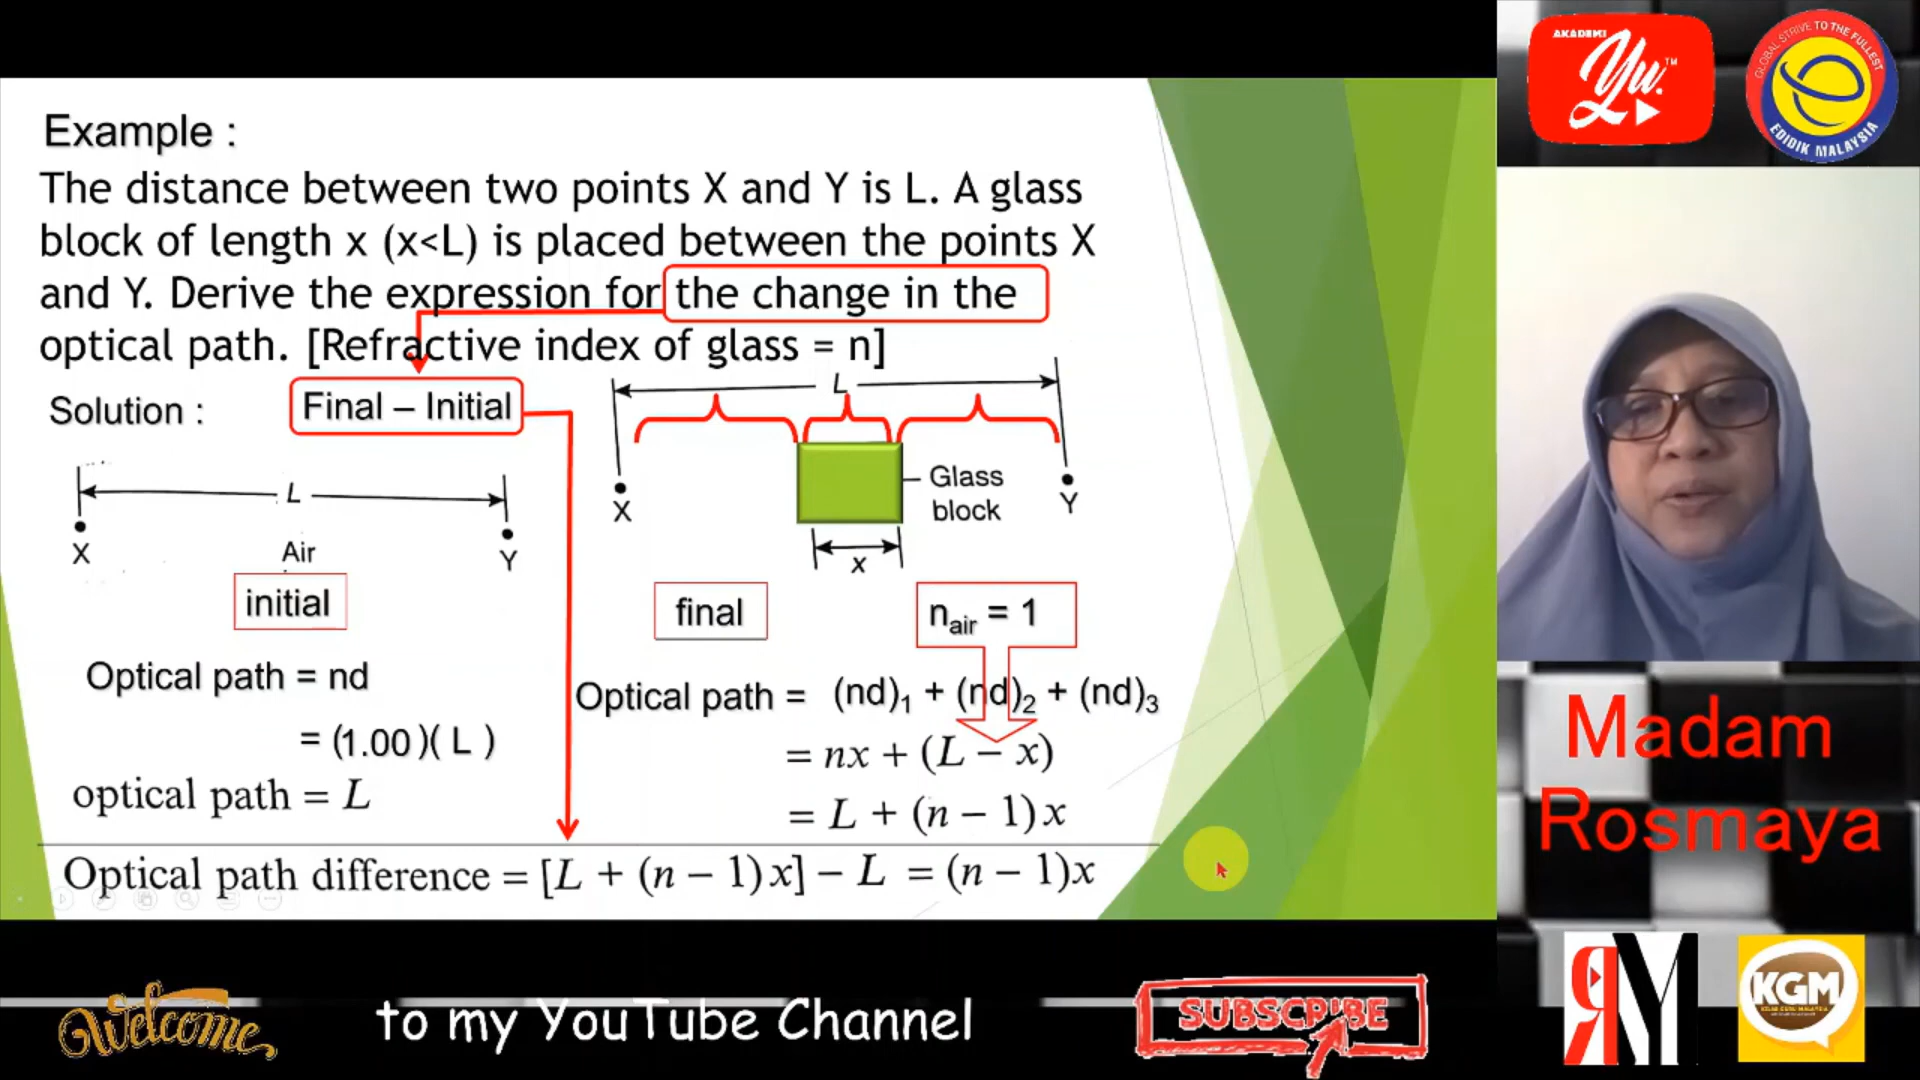 Example :
The distance between two points X and Y is L. A glass
block of length x (x<L) is placed between the points X
and Y. Derive the expression for the change in the
optical path. [Refractive index of glass = n]
Solution :
Final – Initial
L
X
Air
Y
initial
Optical path = nd
= (1.00)( L )
optical path = L
L
X
Glass
block
Y
x
final
n_air = 1
Optical path = (nd)₁ + (nd)₂ + (nd)₃
= nx + (L − x)
= L + (n − 1)x
Optical path difference = [L + (n − 1)x] − L = (n − 1)x
AKADEMI
Yu.
TM
GLOBAL STRIVE TO THE FULLEST
EDIDIK MALAYSIA
Madam
Rosmaya
Welcome
to my YouTube Channel
SUBSCRIBE
RY
KGM